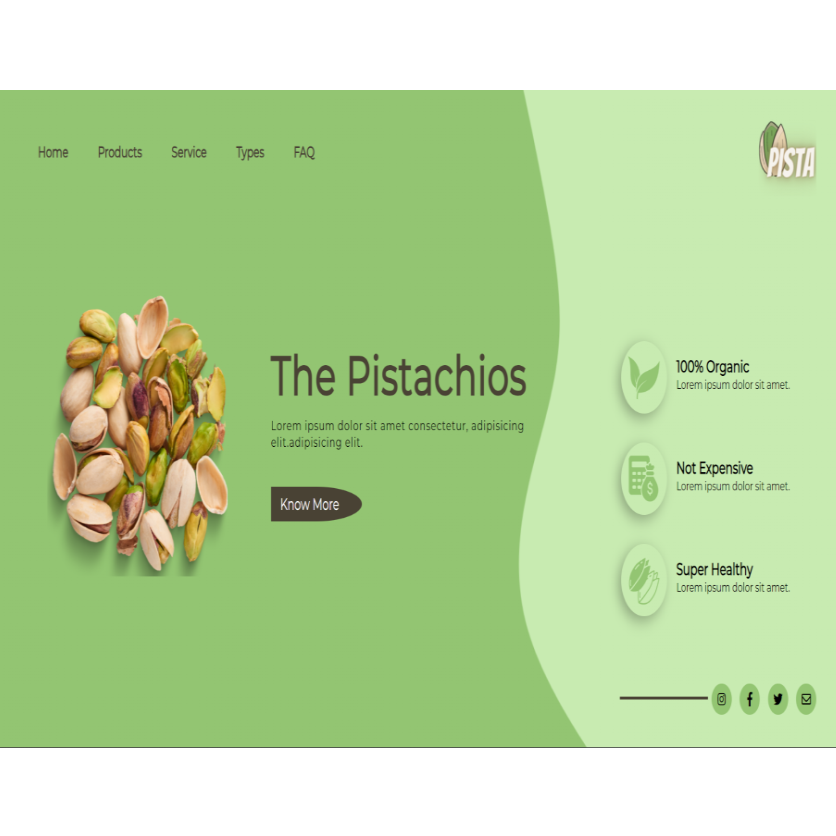 Home Products Service Types FAQ
PISTA
The Pistachios
Lorem ipsum dolor sit amet consectetur, adipisicing
elit.adipisicing elit.
Know More
100% Organic
Lorem ipsum dolor sit amet.
Not Expensive
Lorem ipsum dolor sit amet.
Super Healthy
Lorem ipsum dolor sit amet.